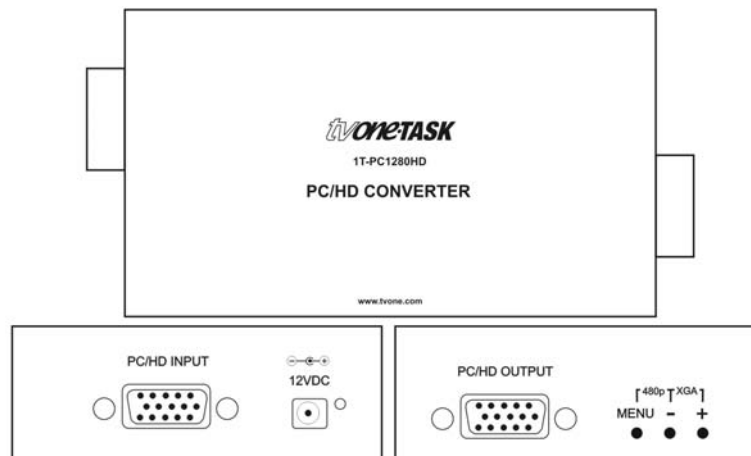 tvone-TASK
1T-PC1280HD
PC/HD CONVERTER
www.tvone.com
PC/HD INPUT
12VDC
PC/HD OUTPUT
480p XGA
MENU - +